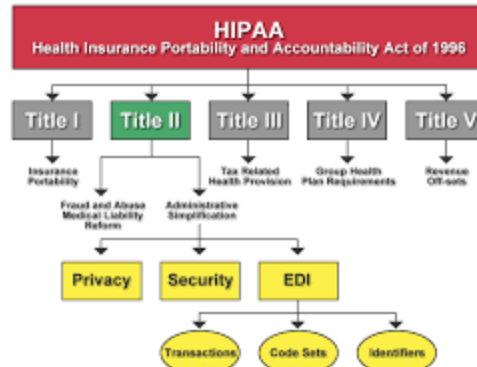 HIPAA
Health Insurance Portability and Accountability Act of 1996
Title I
Title II
Title III
Title IV
Title V
Insurance
Portability
Fraud and Abuse
Medical Liability
Reform
Administrative
Simplification
Tax Related
Health Provision
Group Health
Plan Requirements
Revenue
Off-sets
Privacy
Security
EDI
Transactions
Code Sets
Identifiers